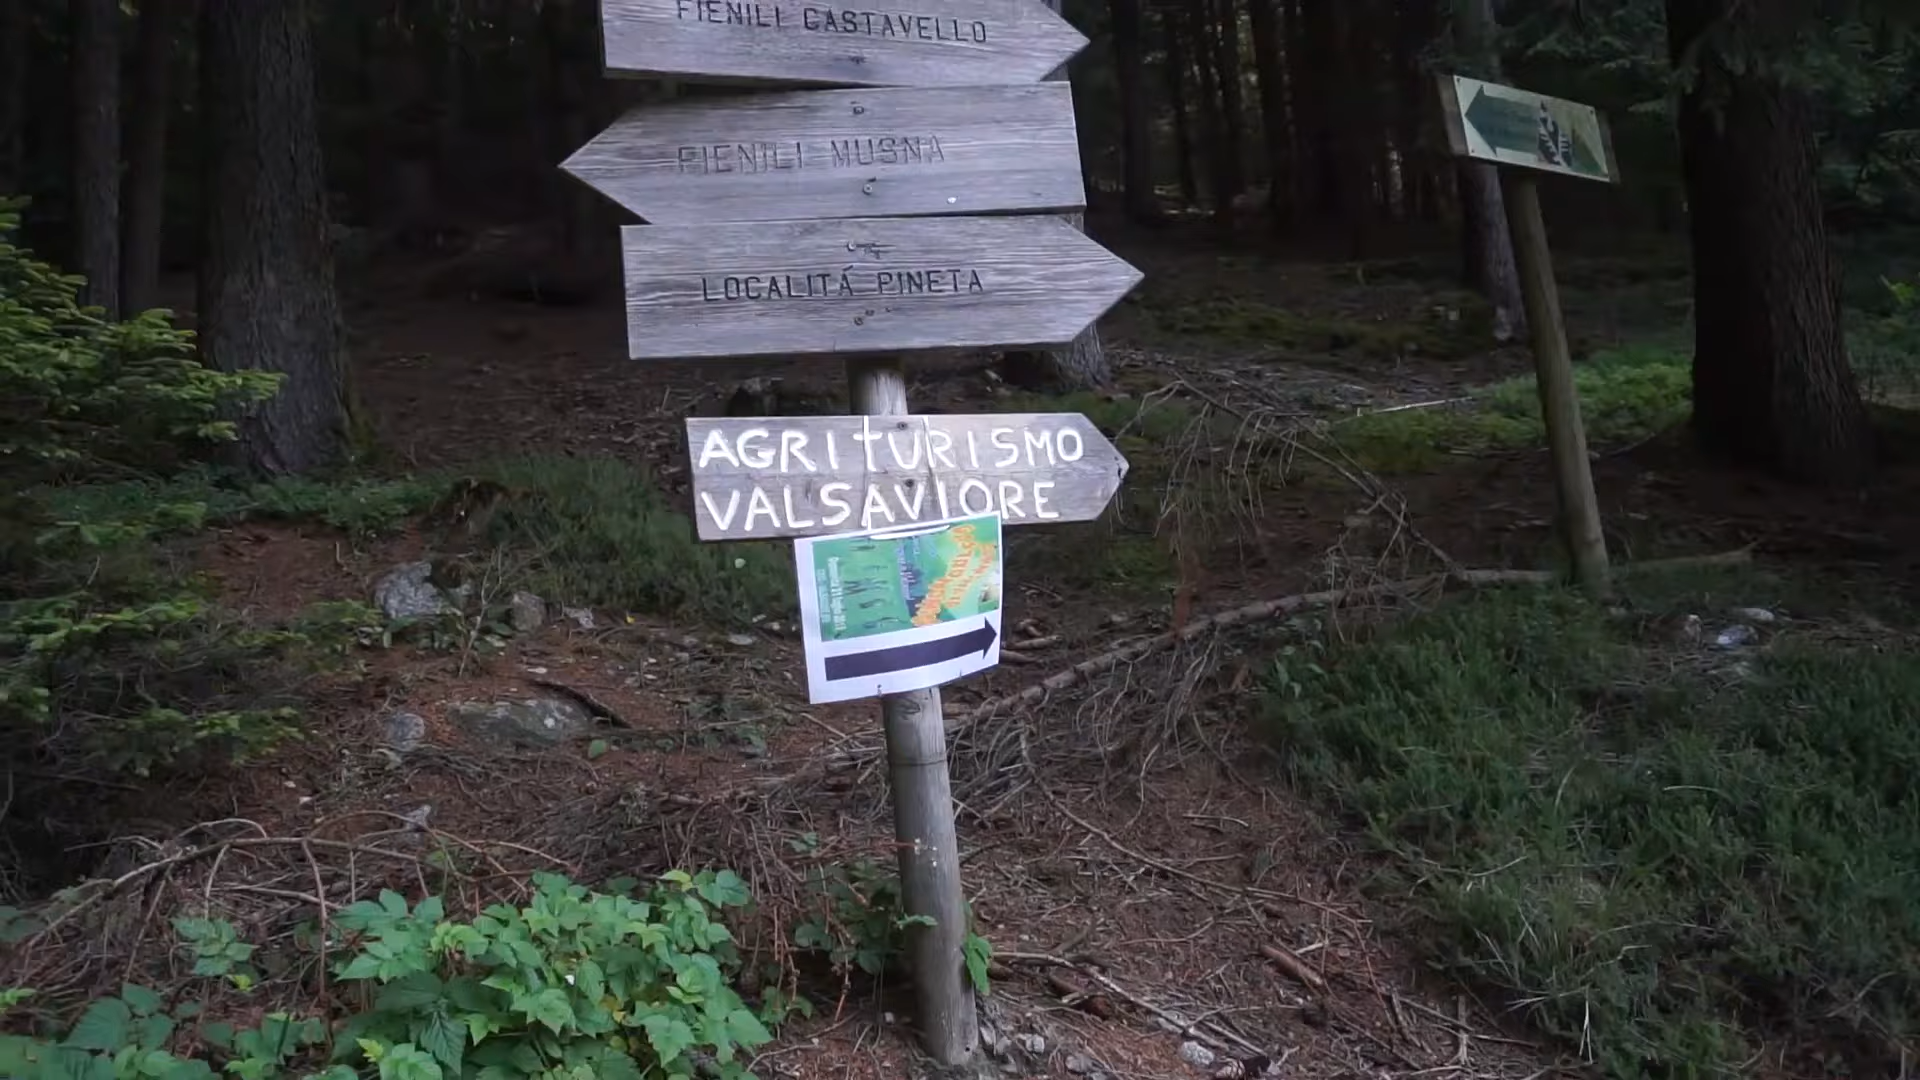 FIENILI CASTAVELLO
FIENILI MUSNA
LOCALITÁ PINETA
AGRITURISMO
VALSAVIORE